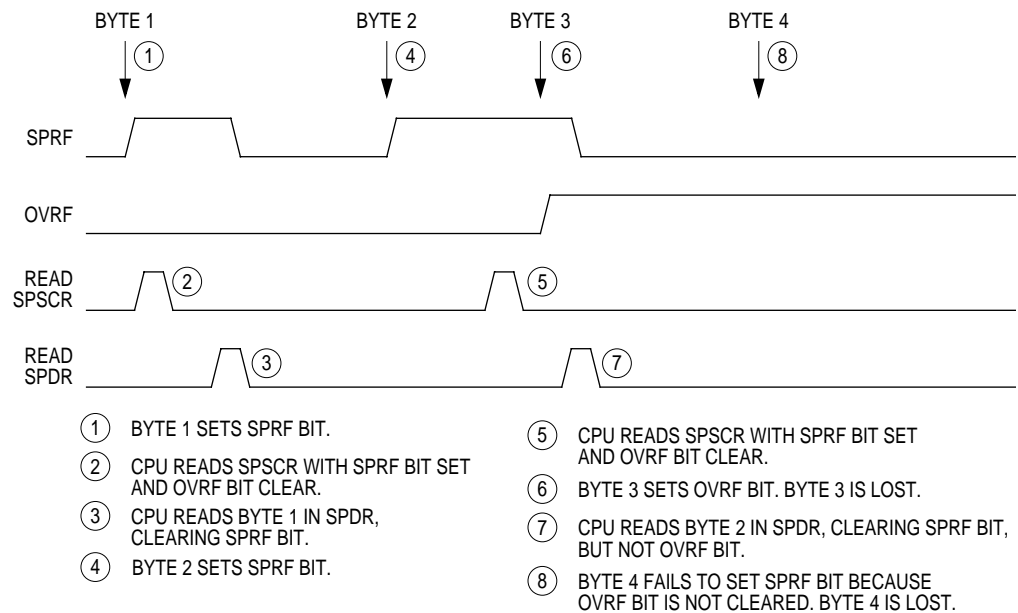 BYTE 1 BYTE 2 BYTE 3 BYTE 4
1 4 6 8
SPRF
OVRF
READ
SPSCR
2 5
READ
SPDR
3 7
1 BYTE 1 SETS SPRF BIT.
2 CPU READS SPSCR WITH SPRF BIT SET
AND OVRF BIT CLEAR.
3 CPU READS BYTE 1 IN SPDR,
CLEARING SPRF BIT.
4 BYTE 2 SETS SPRF BIT.
5 CPU READS SPSCR WITH SPRF BIT SET
AND OVRF BIT CLEAR.
6 BYTE 3 SETS OVRF BIT. BYTE 3 IS LOST.
7 CPU READS BYTE 2 IN SPDR, CLEARING SPRF BIT,
BUT NOT OVRF BIT.
8 BYTE 4 FAILS TO SET SPRF BIT BECAUSE
OVRF BIT IS NOT CLEARED. BYTE 4 IS LOST.